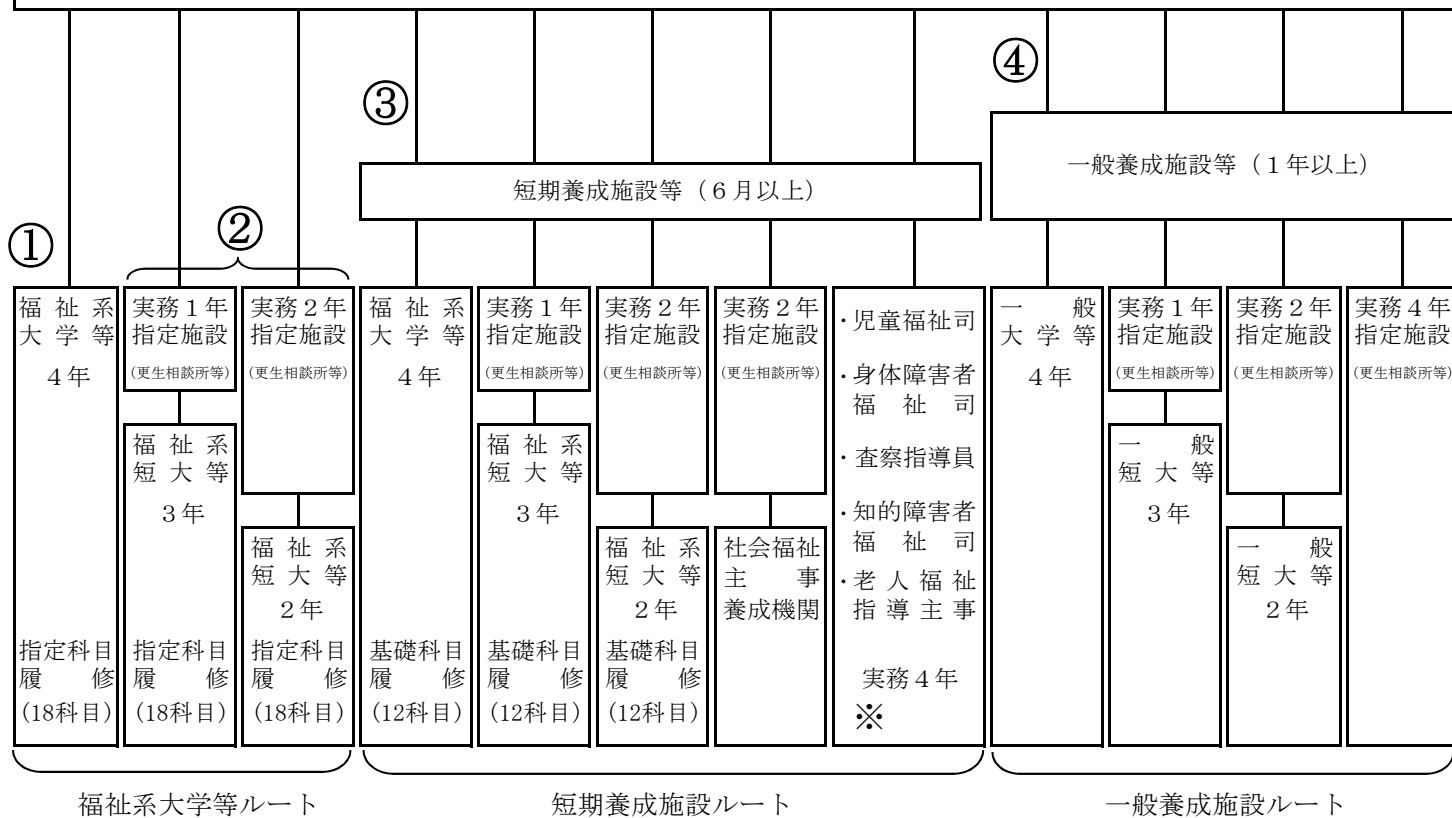 ④
③
一般養成施設等（１年以上）
短期養成施設等（６月以上）
②
①
福祉系
大学等
４年
指定科目
履修
(18科目)
実務１年
指定施設
(更生相談所等)
福祉系
短大等
３年
指定科目
履修
(18科目)
実務２年
指定施設
(更生相談所等)
福祉系
短大等
２年
指定科目
履修
(18科目)
福祉系
大学等
４年
基礎科目
履修
(12科目)
実務１年
指定施設
(更生相談所等)
福祉系
短大等
３年
基礎科目
履修
(12科目)
実務２年
指定施設
(更生相談所等)
福祉系
短大等
２年
基礎科目
履修
(12科目)
実務２年
指定施設
(更生相談所等)
社会福祉
主事
養成機関
・児童福祉司
・身体障害者
福祉司
・査察指導員
・知的障害者
福祉司
・老人福祉
指導主事
実務４年
※
一般
大学等
４年
実務１年
指定施設
(更生相談所等)
一般
短大等
３年
実務２年
指定施設
(更生相談所等)
一般
短大等
２年
実務４年
指定施設
(更生相談所等)
福祉系大学等ルート
短期養成施設ルート
一般養成施設ルート